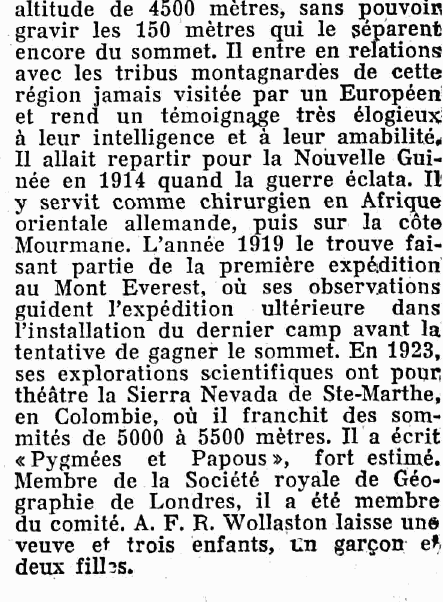 altitude de 4500 mètres, sans pouvoir
gravir les 150 mètres qui le séparent
encore du sommet. Il entre en relations
avec les tribus montagnardes de cette
région jamais visitée par un Européen
et rend un témoignage très élogieux
à leur intelligence et à leur amabilité.
Il allait repartir pour la Nouvelle Gui-
née en 1914 quand la guerre éclata. Il
y servit comme chirurgien en Afrique
orientale allemande, puis sur la côte
Mourmane. L'année 1919 le trouve fai-
sant partie de la première expédition
au Mont Everest, où ses observations
guident l'expédition ultérieure dans
l'installation du dernier camp avant la
tentative de gagner le sommet. En 1923,
ses explorations scientifiques ont pour
théâtre la Sierra Nevada de Ste-Marthe,
en Colombie, où il franchit des som-
mités de 5000 à 5500 mètres. Il a écrit
« Pygmées et Papous », fort estimé.
Membre de la Société royale de Géo-
graphie de Londres, il a été membre
du comité. A. F. R. Wollaston laisse une
veuve et trois enfants, un garçon et
deux filles.